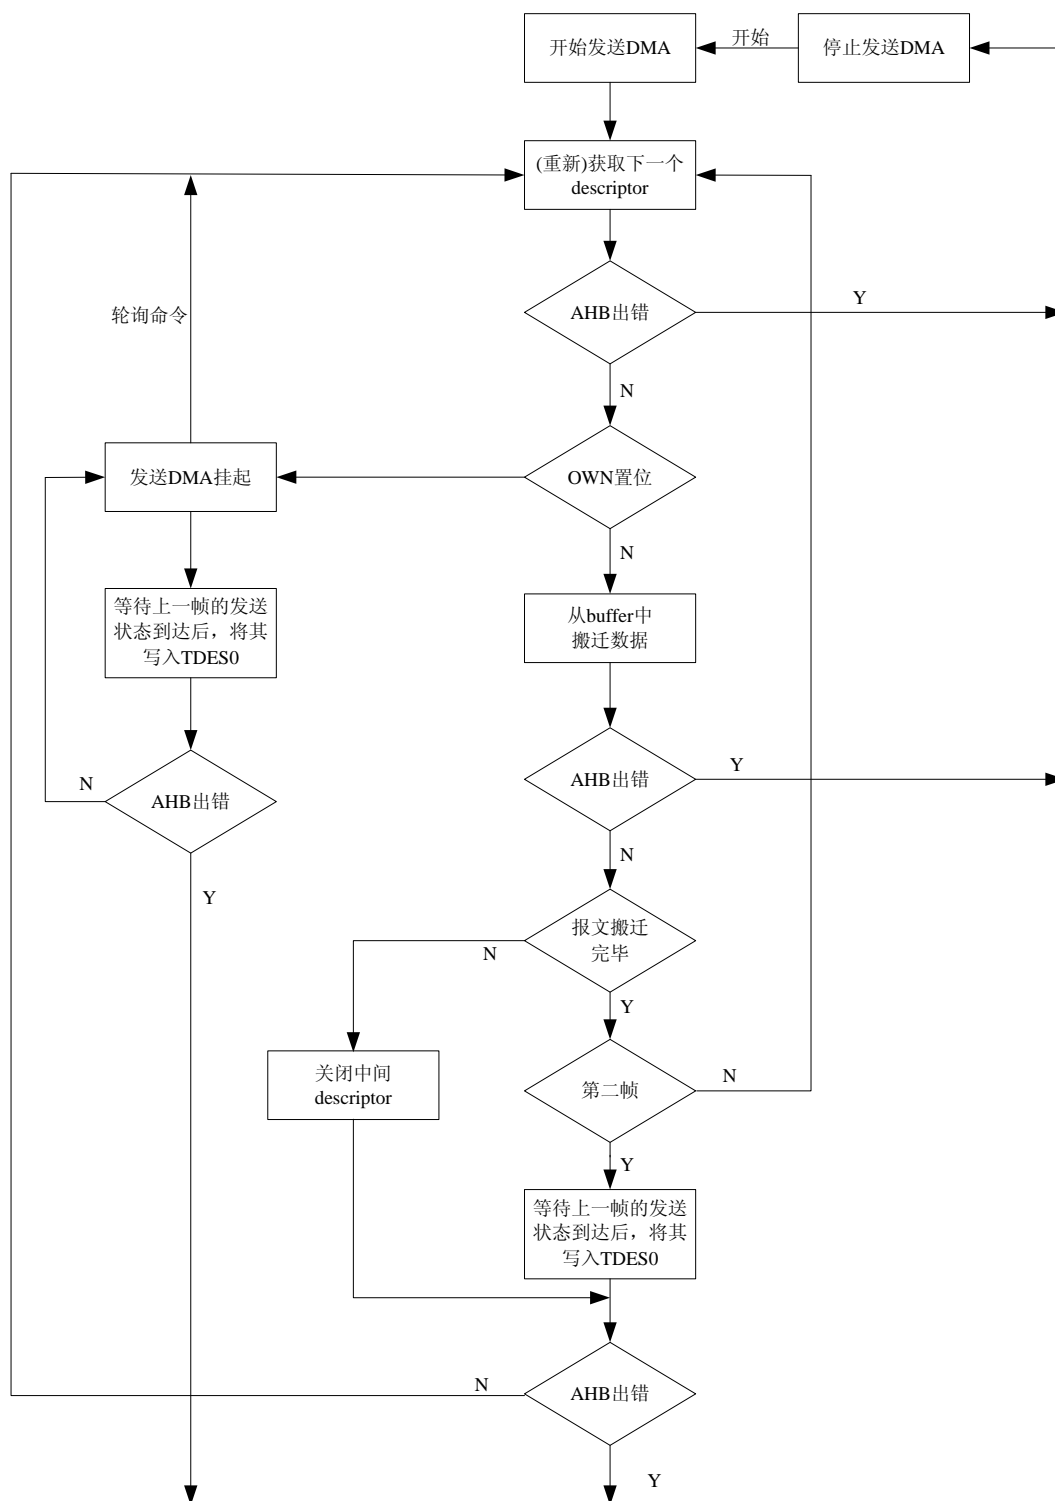 开始发送DMA
开始
停止发送DMA
(重新)获取下一个
descriptor
AHB出错
Y
轮询命令
N
发送DMA挂起
OWN置位
N
等待上一帧的发送
状态到达后，将其
写入TDES0
从buffer中
搬迁数据
AHB出错
N
AHB出错
Y
Y
N
报文搬迁
完毕
N
Y
关闭中间
descriptor
第二帧
N
Y
等待上一帧的发送
状态到达后，将其
写入TDES0
AHB出错
N
Y